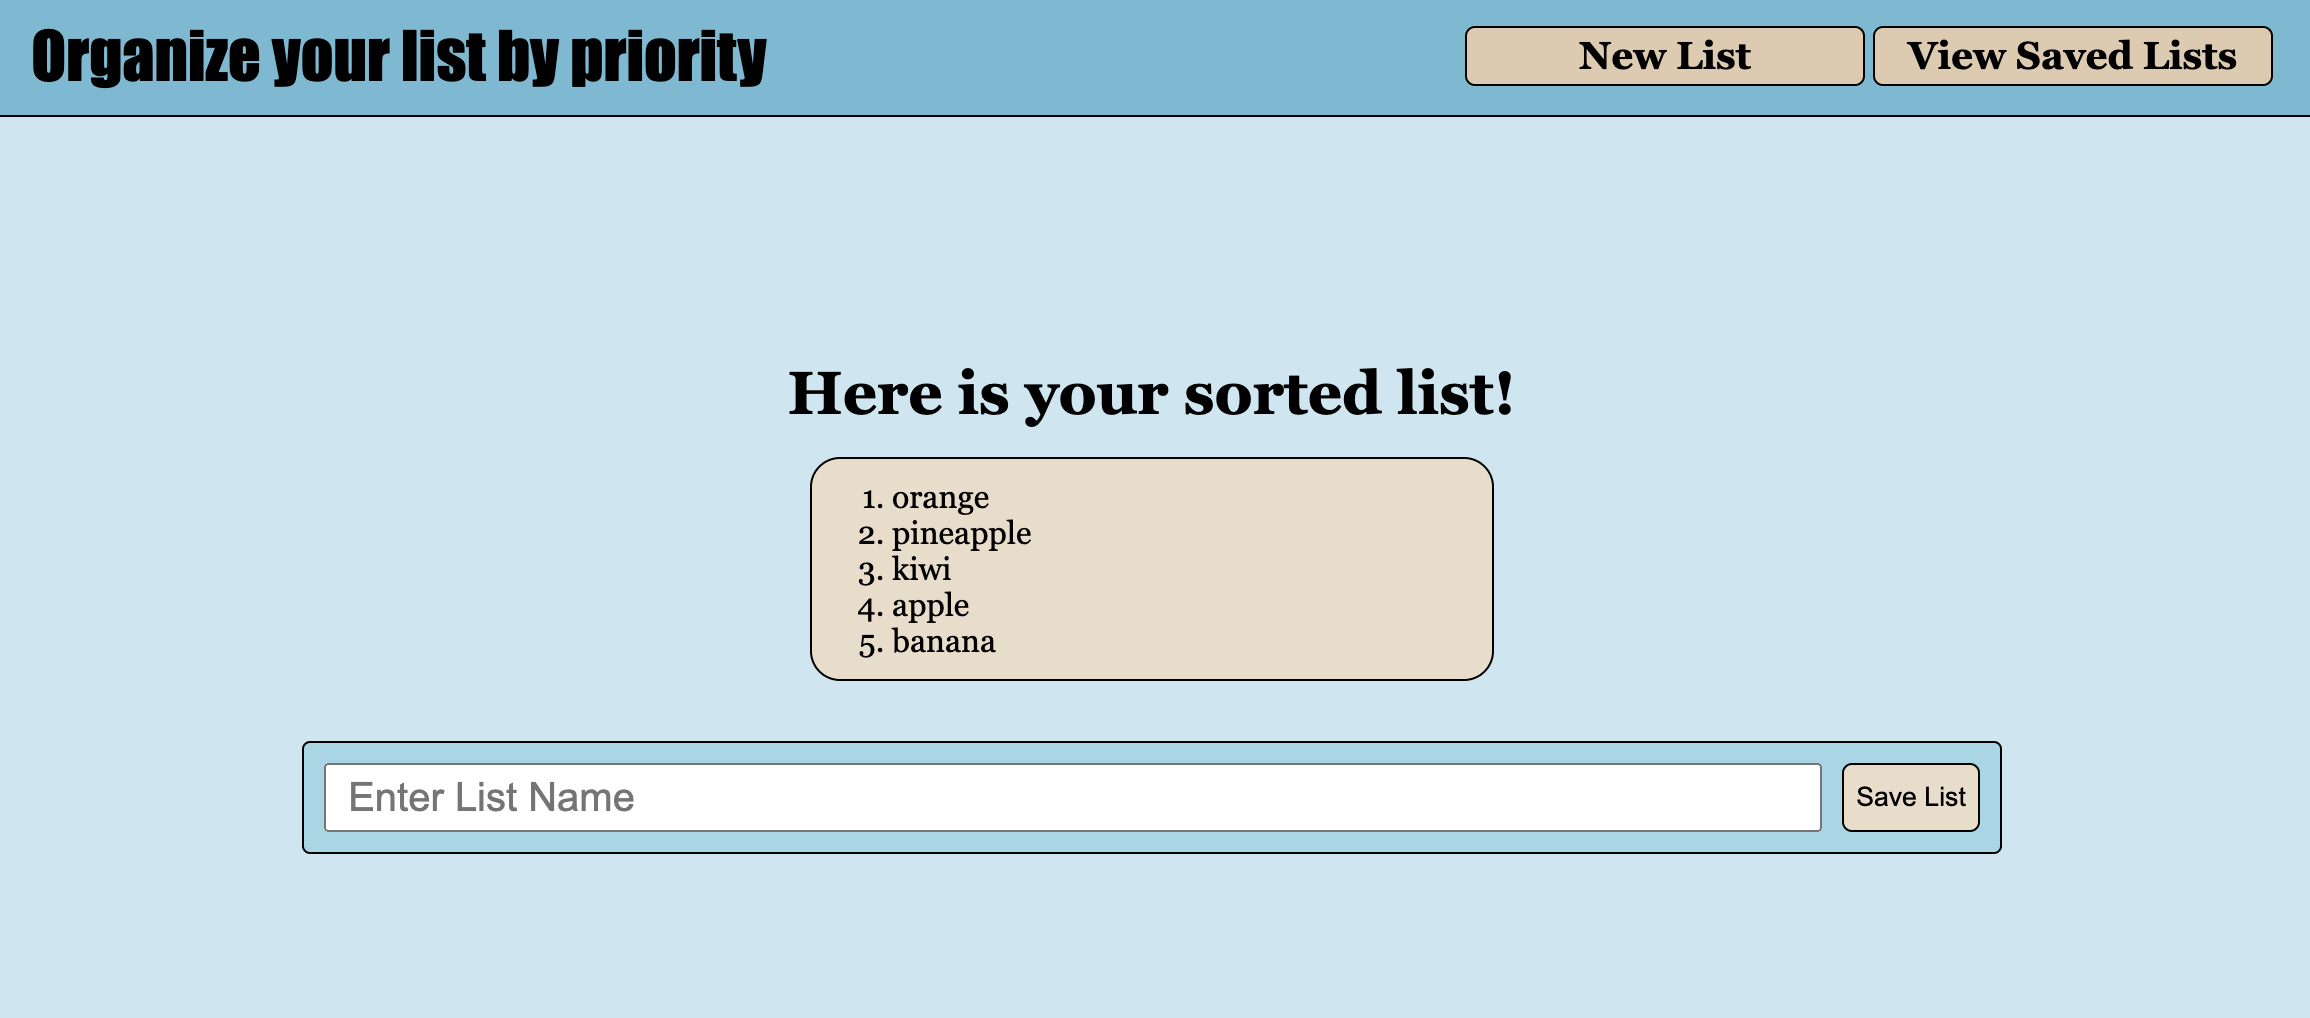 Organize your list by priority
New List
View Saved Lists
Here is your sorted list!
1. orange
2. pineapple
3. kiwi
4. apple
5. banana
Enter List Name
Save List